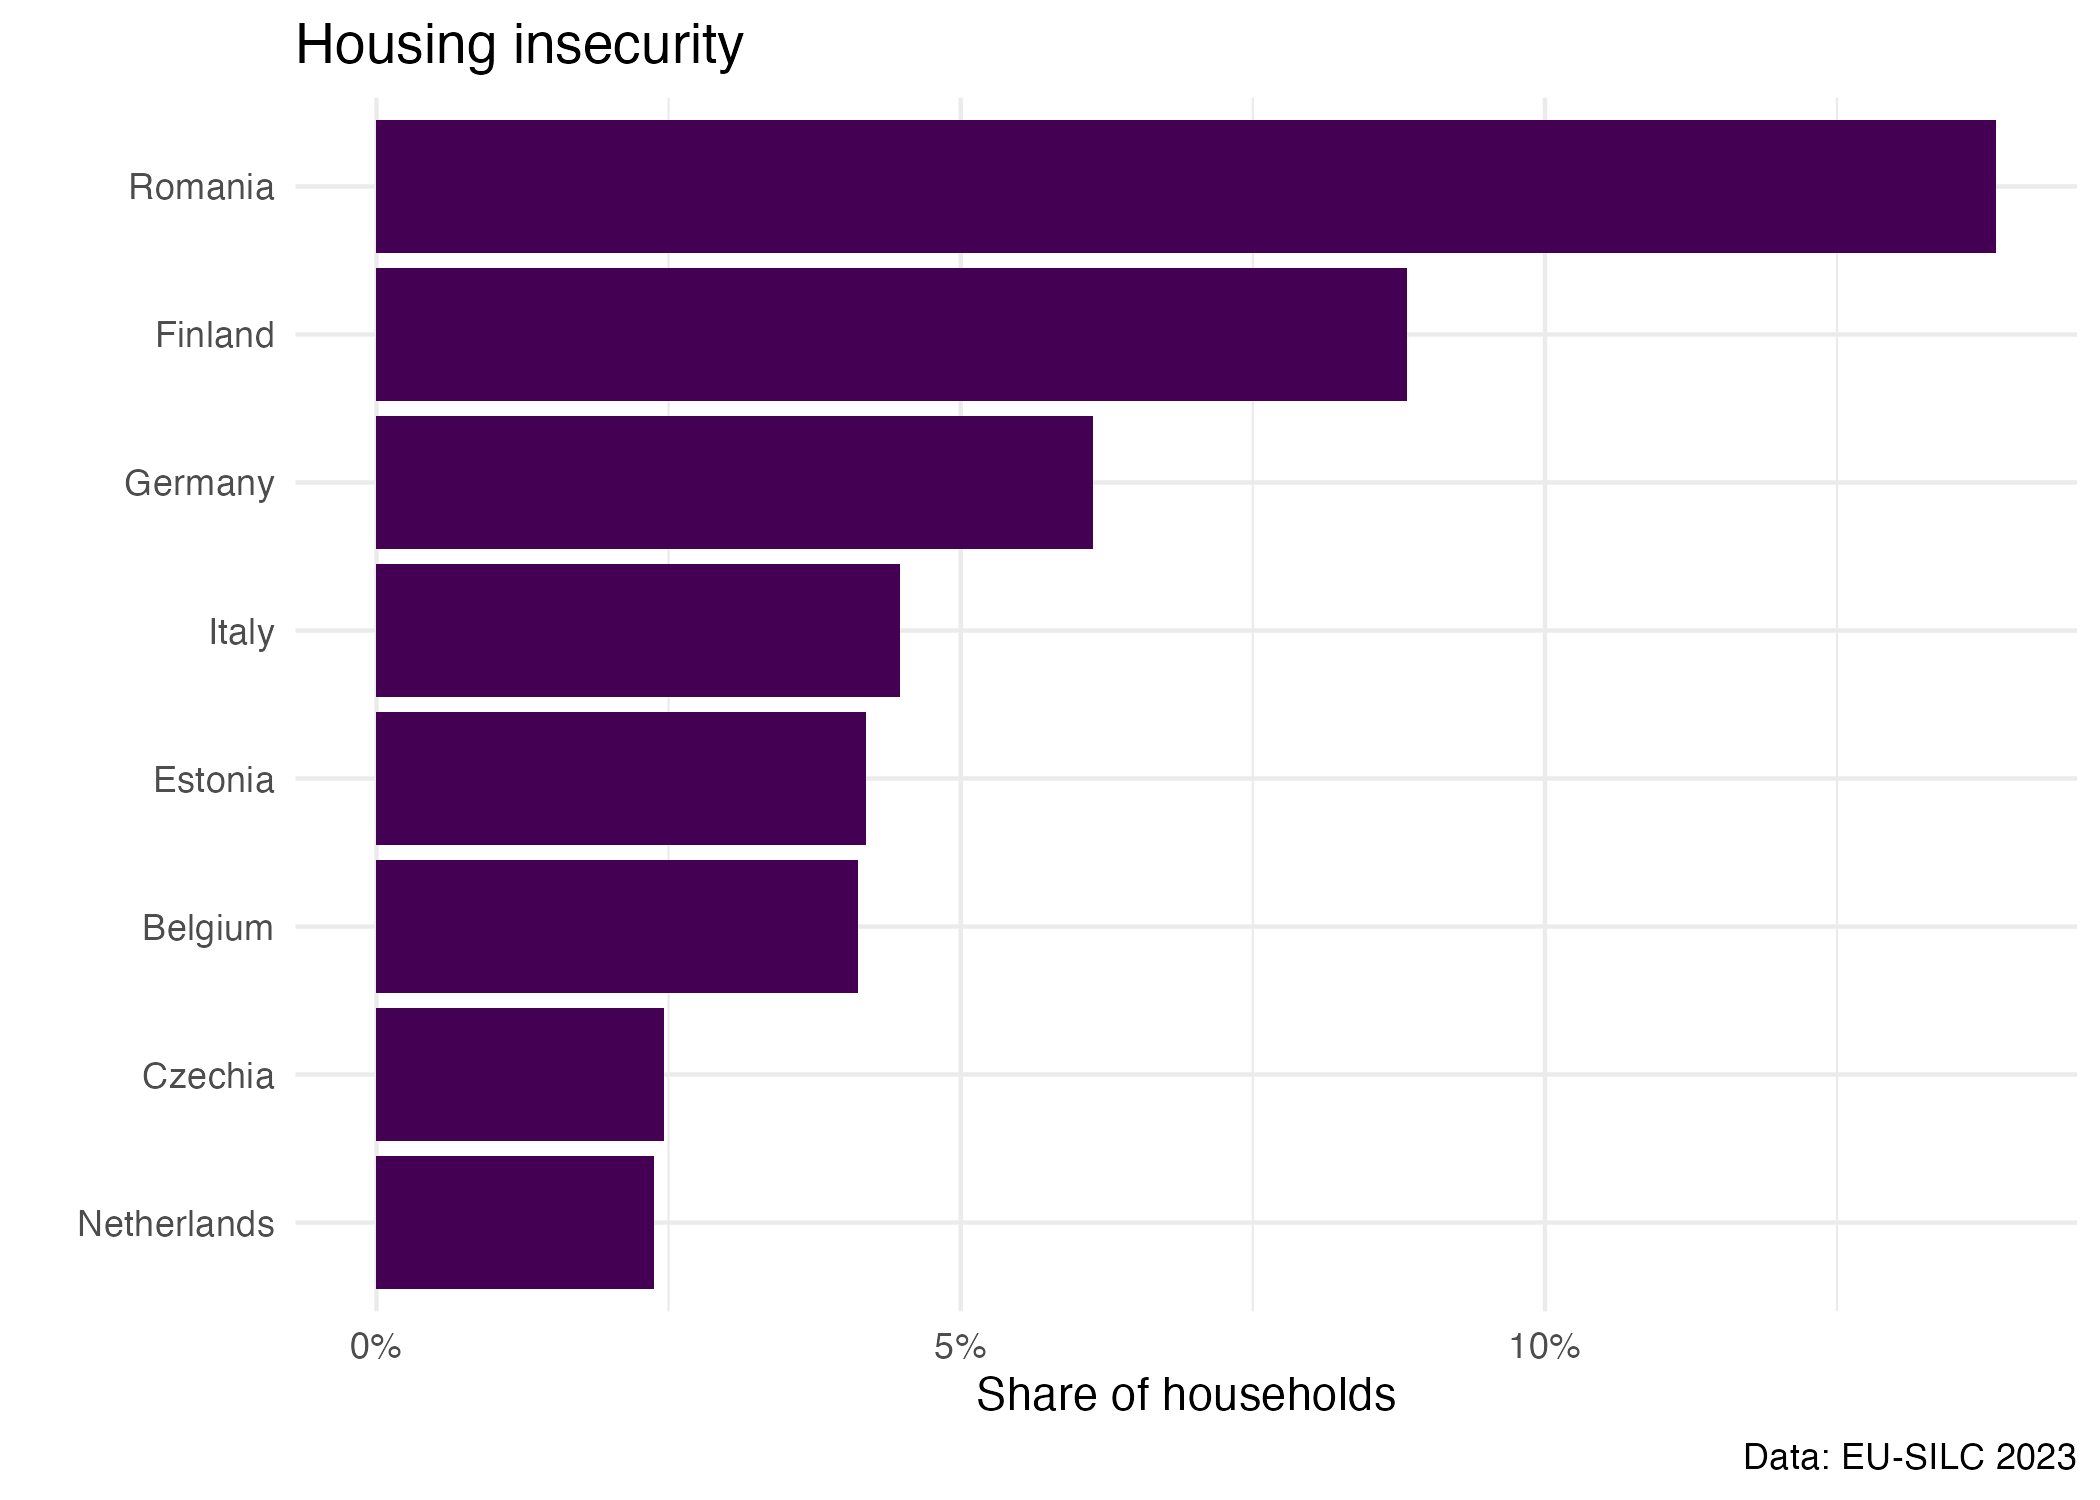 Housing insecurity
Romania
Finland
Germany
Italy
Estonia
Belgium
Czechia
Netherlands
0% 5% 10%
Share of households
Data: EU-SILC 2023